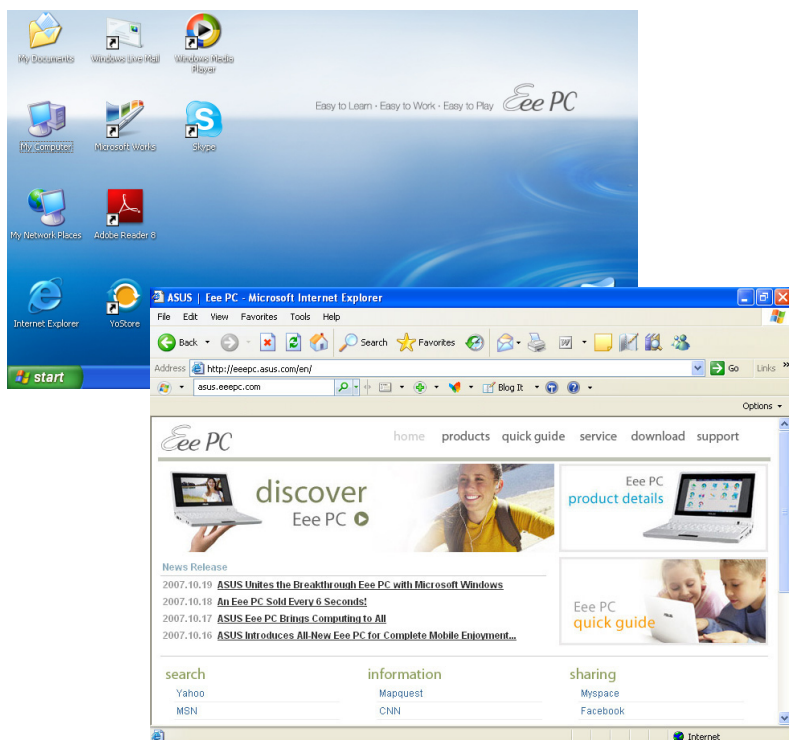 My Documents
Windows Live Mail
Windows Media Player
Easy to Learn · Easy to Work · Easy to Play Eee PC
My Computer
Microsoft Works
Skype
My Network Places
Adobe Reader 8
Internet Explorer
YoStore
start
ASUS | Eee PC - Microsoft Internet Explorer
File Edit View Favorites Tools Help
Back Search Favorites
Address http://eeepc.asus.com/en/ Go Links »
asus.eeepc.com Blog It
Options
Eee PC home products quick guide service download support
discover
Eee PC
Eee PC
product details
News Release
2007.10.19 ASUS Unites the Breakthrough Eee PC with Microsoft Windows
2007.10.18 An Eee PC Sold Every 6 Seconds!
2007.10.17 ASUS Eee PC Brings Computing to All
2007.10.16 ASUS Introduces All-New Eee PC for Complete Mobile Enjoyment...
Eee PC
quick guide
search information sharing
Yahoo Mapquest Myspace
MSN CNN Facebook
Internet